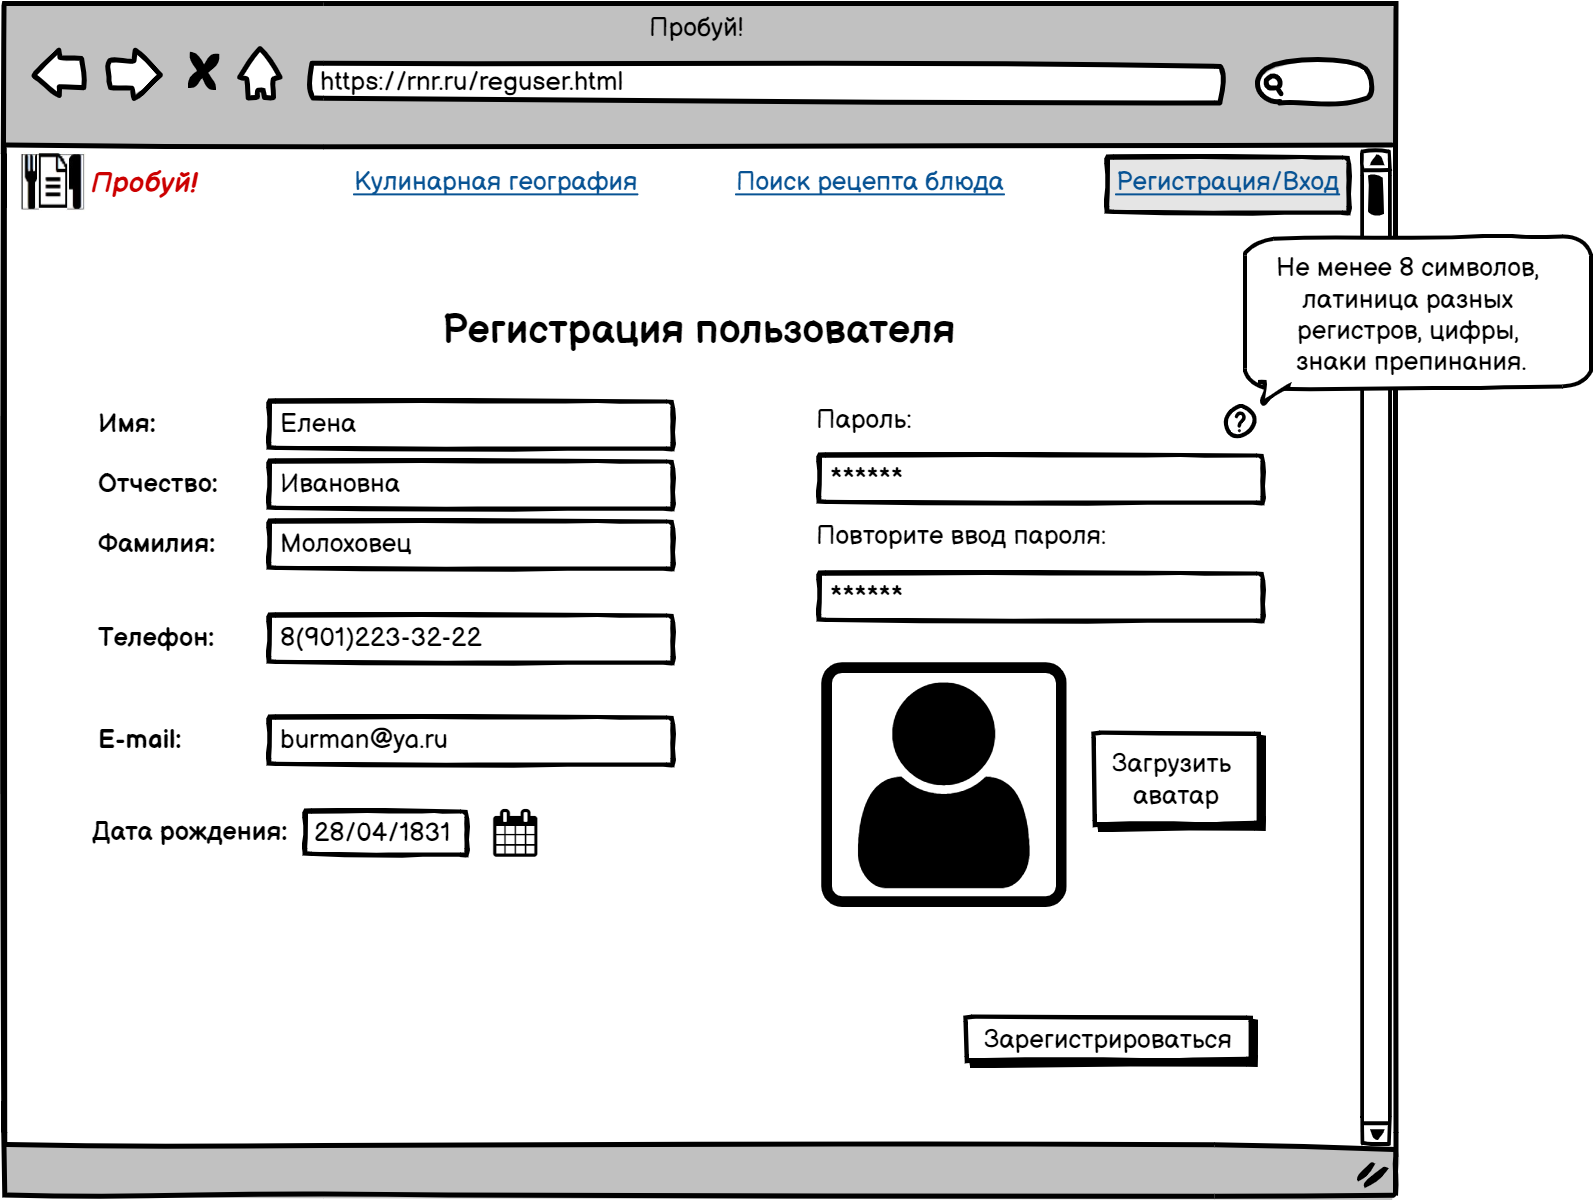 Пробуй!
https://rnr.ru/reguser.html
Пробуй!
Кулинарная география
Поиск рецепта блюда
Регистрация/Вход
Не менее 8 символов,
латиница разных
регистров, цифры,
знаки препинания.
Регистрация пользователя
Имя:
Елена
Отчество:
Ивановна
Фамилия:
Молоховец
Телефон:
8(901)223-32-22
E-mail:
burman@ya.ru
Дата рождения:
28/04/1831
Пароль:
?
******
Повторите ввод пароля:
******
Загрузить
аватар
Зарегистрироваться